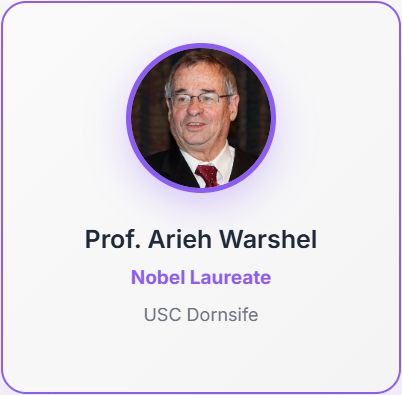 Prof. Arieh Warshel
Nobel Laureate
USC Dornsife